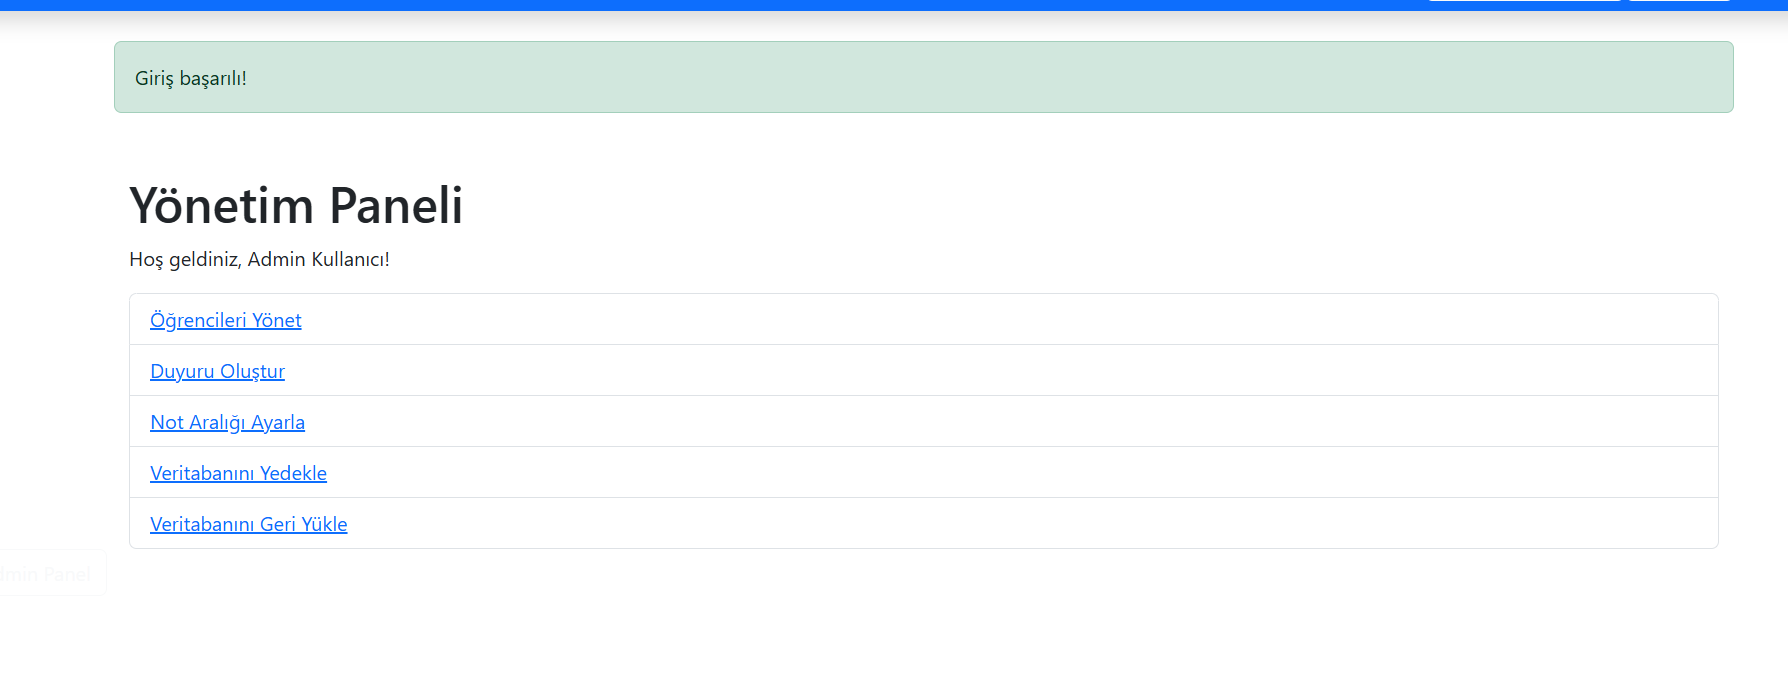 Giriş başarılı!
Yönetim Paneli
Hoş geldiniz, Admin Kullanıcı!
Öğrencileri Yönet
Duyuru Oluştur
Not Aralığı Ayarla
Veritabanını Yedekle
Veritabanını Geri Yükle
Panel